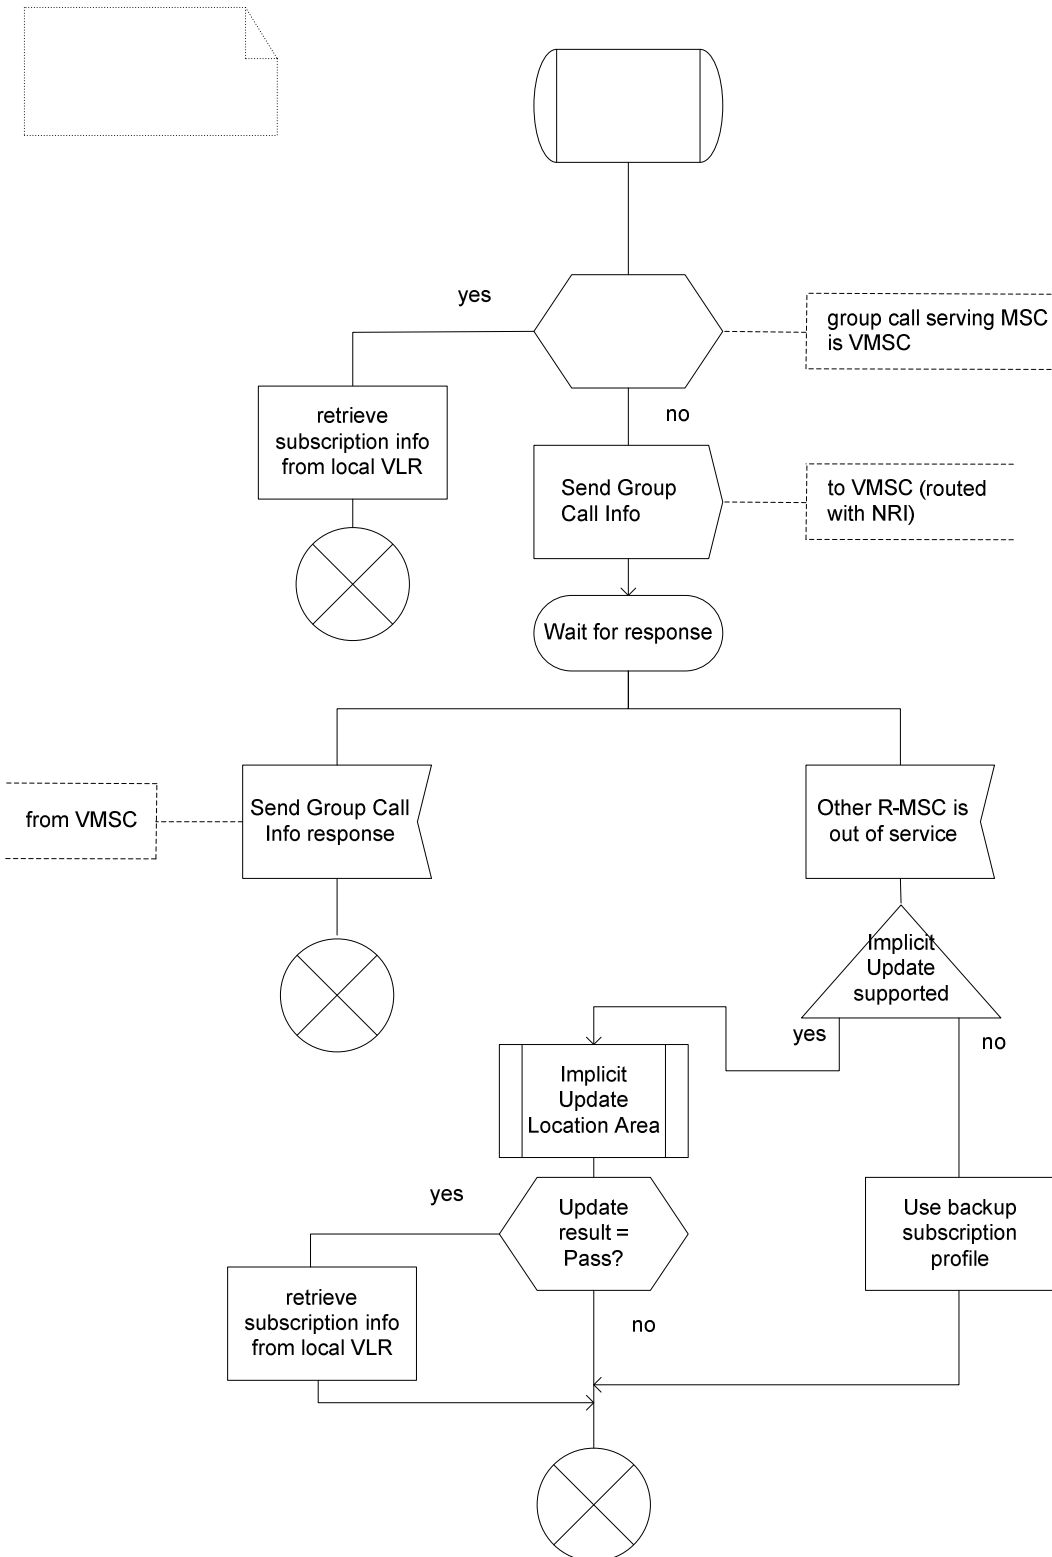 yes
group call serving MSC
is VMSC
retrieve
subscription info
from local VLR
no
Send Group
Call Info
to VMSC (routed
with NRI)
Wait for response
from VMSC
Send Group Call
Info response
Other R-MSC is
out of service
Implicit
Update
supported
yes
no
Implicit
Update
Location Area
yes
Update
result =
Pass?
Use backup
subscription
profile
retrieve
subscription info
from local VLR
no